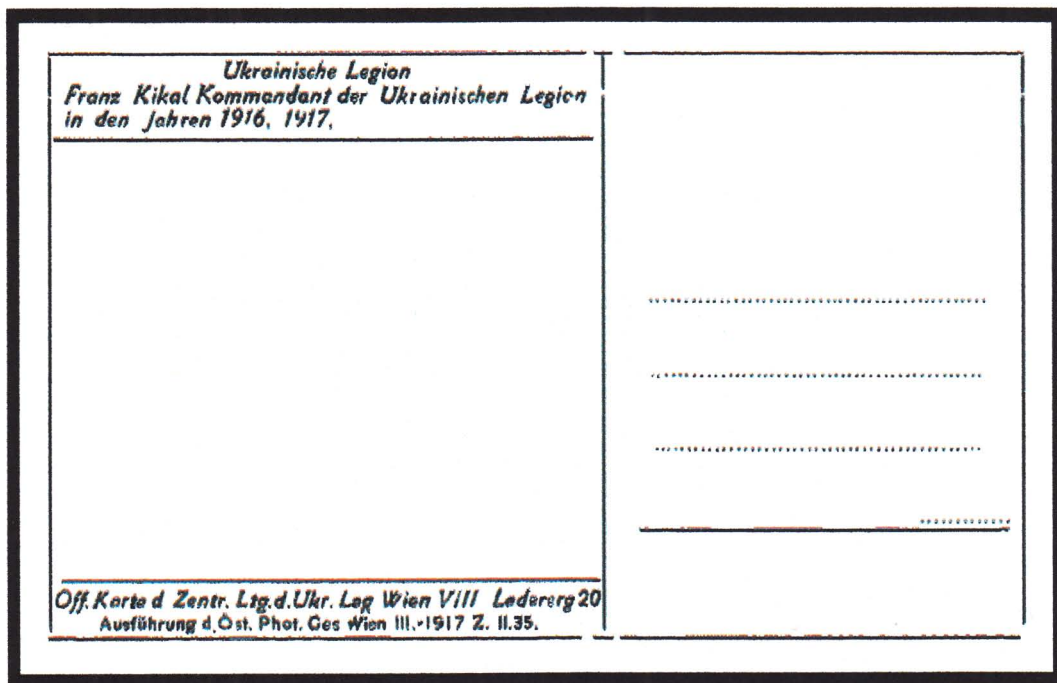 Ukrainische Legion
Franz Kikal Kommandant der Ukrainischen Legion
in den Jahren 1916, 1917,
Off. Karte d Zentr. Ltg.d.Ukr. Leg Wien VIII Ledererg 20
Ausführung d.Öst. Phot. Ges Wien III.-1917 Z. II.35.